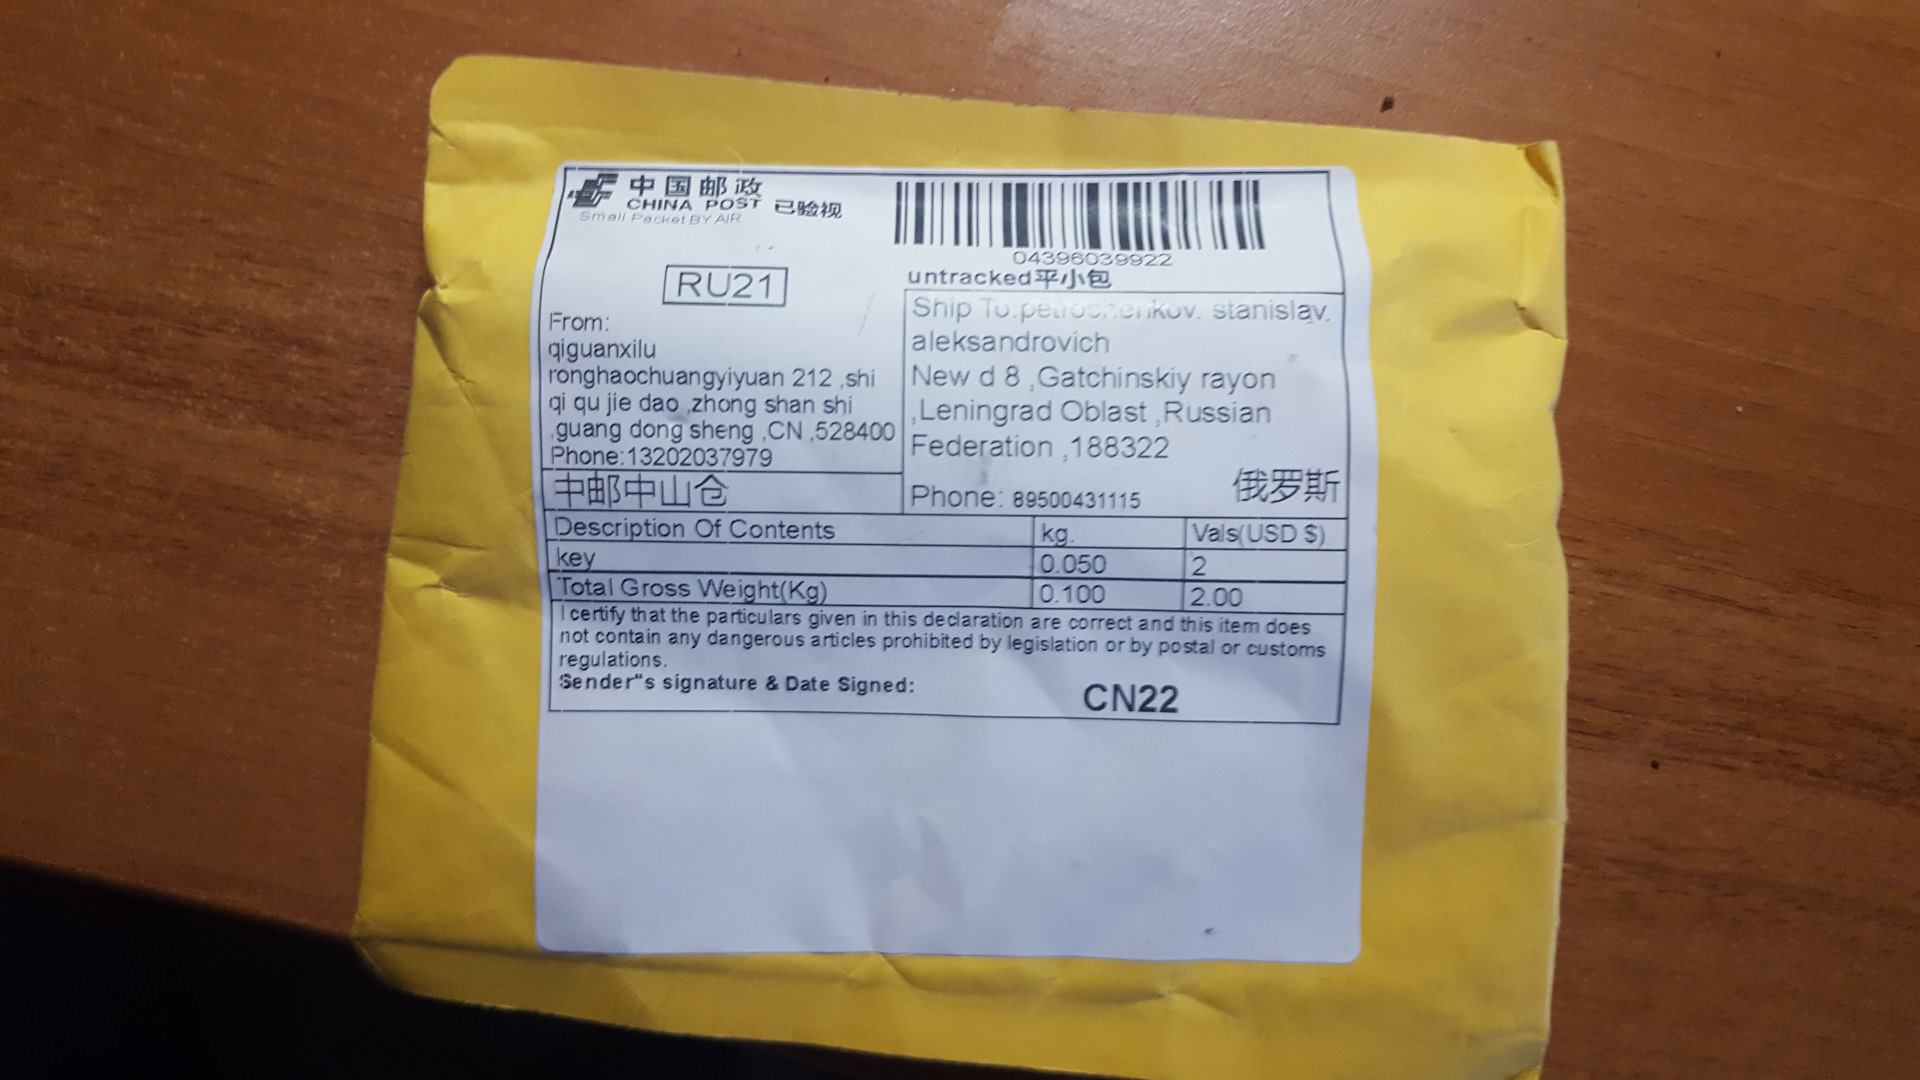 中国邮政
CHINA POST 已验视
Small Packet BY AIR
04396039922
untracked平小包
RU21
From:
qiguanxilu
ronghaochuangyiyuan 212 ,shi
qi qu jie dao ,zhong shan shi
,guang dong sheng ,CN ,528400
Phone:13202037979
中邮中山仓
Ship To:petrochenkov. stanislav.
aleksandrovich
New d 8 ,Gatchinskiy rayon
,Leningrad Oblast ,Russian
Federation ,188322
俄罗斯
Phone: 89500431115
Description Of Contents kg. Vals(USD $)
key 0.050 2
Total Gross Weight(Kg) 0.100 2.00
I certify that the particulars given in this declaration are correct and this item does
not contain any dangerous articles prohibited by legislation or by postal or customs
regulations.
Sender"s signature & Date Signed:
CN22